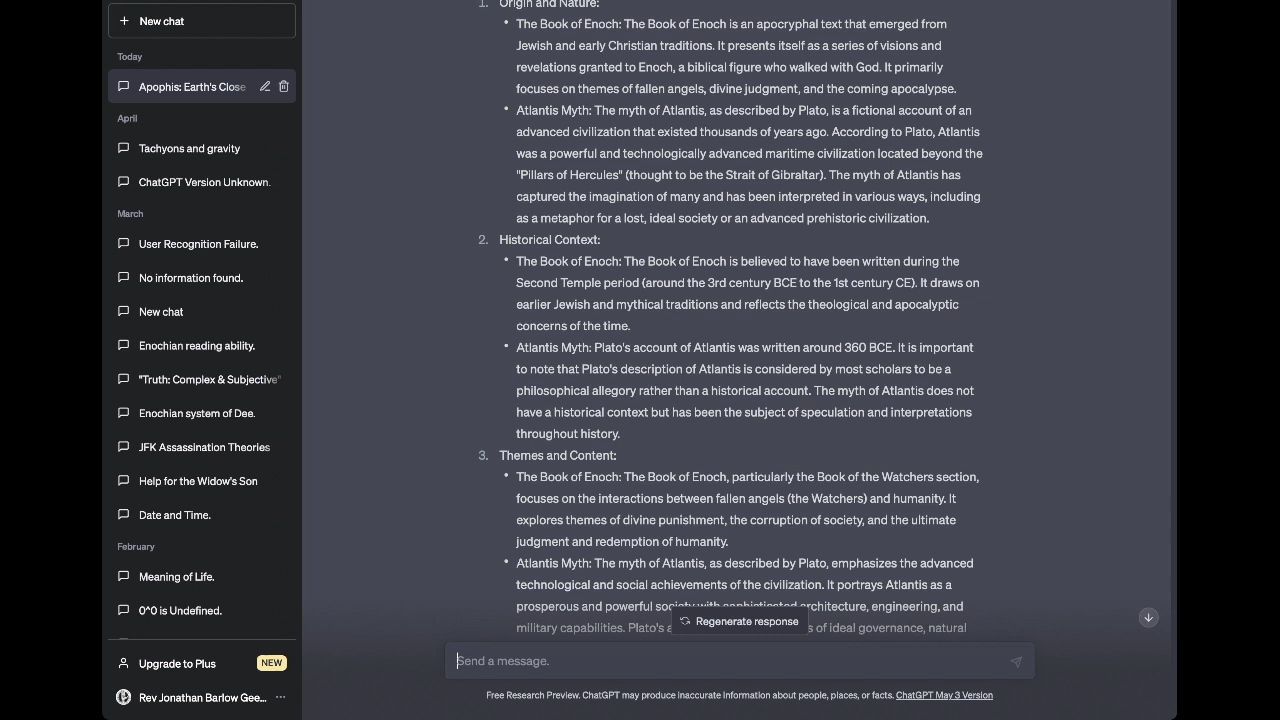 New chat
Today
Apophis: Earth's Close
April
Tachyons and gravity
ChatGPT Version Unknown.
March
User Recognition Failure.
No information found.
New chat
Enochian reading ability.
"Truth: Complex & Subjective"
Enochian system of Dee.
JFK Assassination Theories
Help for the Widow's Son
Date and Time.
February
Meaning of Life.
0^0 is Undefined.
Upgrade to Plus NEW
Rev Jonathan Barlow Gee...
1. Origin and Nature:
• The Book of Enoch: The Book of Enoch is an apocryphal text that emerged from
Jewish and early Christian traditions. It presents itself as a series of visions and
revelations granted to Enoch, a biblical figure who walked with God. It primarily
focuses on themes of fallen angels, divine judgment, and the coming apocalypse.
• Atlantis Myth: The myth of Atlantis, as described by Plato, is a fictional account of an
advanced civilization that existed thousands of years ago. According to Plato, Atlantis
was a powerful and technologically advanced maritime civilization located beyond the
"Pillars of Hercules" (thought to be the Strait of Gibraltar). The myth of Atlantis has
captured the imagination of many and has been interpreted in various ways, including
as a metaphor for a lost, ideal society or an advanced prehistoric civilization.
2. Historical Context:
• The Book of Enoch: The Book of Enoch is believed to have been written during the
Second Temple period (around the 3rd century BCE to the 1st century CE). It draws on
earlier Jewish and mythical traditions and reflects the theological and apocalyptic
concerns of the time.
• Atlantis Myth: Plato's account of Atlantis was written around 360 BCE. It is important
to note that Plato's description of Atlantis is considered by most scholars to be a
philosophical allegory rather than a historical account. The myth of Atlantis does not
have a historical context but has been the subject of speculation and interpretations
throughout history.
3. Themes and Content:
• The Book of Enoch: The Book of Enoch, particularly the Book of the Watchers section,
focuses on the interactions between fallen angels (the Watchers) and humanity. It
explores themes of divine punishment, the corruption of society, and the ultimate
judgment and redemption of humanity.
• Atlantis Myth: The myth of Atlantis, as described by Plato, emphasizes the advanced
technological and social achievements of the civilization. It portrays Atlantis as a
prosperous and powerful society with sophisticated architecture, engineering, and
military capabilities. Plato's of ideal governance, natural
Regenerate response
Send a message.
Free Research Preview. ChatGPT may produce inaccurate information about people, places, or facts. ChatGPT May 3 Version